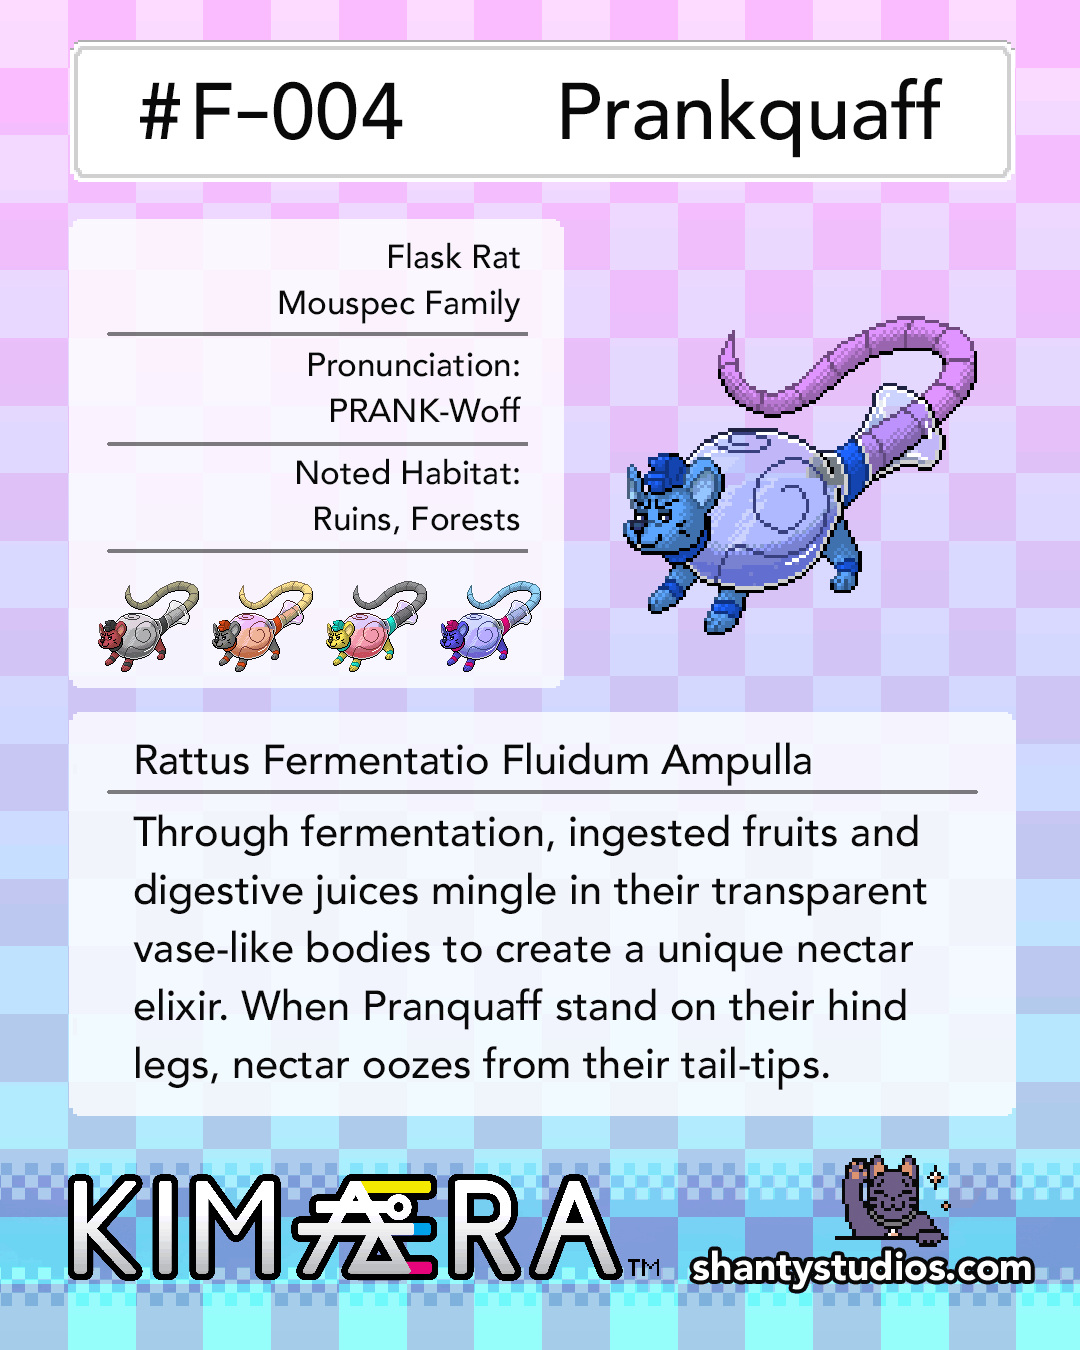 #F-004 Prankquaff
Flask Rat
Mouspec Family
Pronunciation:
PRANK-Woff
Noted Habitat:
Ruins, Forests
Rattus Fermentatio Fluidum Ampulla
Through fermentation, ingested fruits and
digestive juices mingle in their transparent
vase-like bodies to create a unique nectar
elixir. When Pranquaff stand on their hind
legs, nectar oozes from their tail-tips.
KIMÆRA™
shantystudios.com